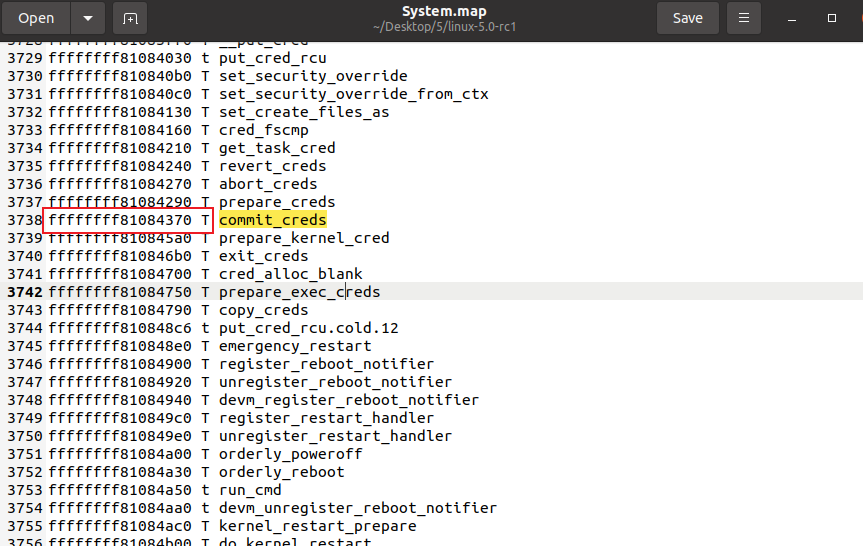 Open
System.map
~/Desktop/5/linux-5.0-rc1
Save
3728 ffffffff81083ff0 T __put_cred
3729 ffffffff81084030 t put_cred_rcu
3730 ffffffff810840b0 T set_security_override
3731 ffffffff810840c0 T set_security_override_from_ctx
3732 ffffffff81084130 T set_create_files_as
3733 ffffffff81084160 T cred_fscmp
3734 ffffffff81084210 T get_task_cred
3735 ffffffff81084240 T revert_creds
3736 ffffffff81084270 T abort_creds
3737 ffffffff81084290 T prepare_creds
3738 ffffffff81084370 T commit_creds
3739 ffffffff810845a0 T prepare_kernel_cred
3740 ffffffff810846b0 T exit_creds
3741 ffffffff81084700 T cred_alloc_blank
3742 ffffffff81084750 T prepare_exec_creds
3743 ffffffff81084790 T copy_creds
3744 ffffffff810848c6 t put_cred_rcu.cold.12
3745 ffffffff810848e0 T emergency_restart
3746 ffffffff81084900 T register_reboot_notifier
3747 ffffffff81084920 T unregister_reboot_notifier
3748 ffffffff81084940 T devm_register_reboot_notifier
3749 ffffffff810849c0 T register_restart_handler
3750 ffffffff810849e0 T unregister_restart_handler
3751 ffffffff81084a00 T orderly_poweroff
3752 ffffffff81084a30 T orderly_reboot
3753 ffffffff81084a50 t run_cmd
3754 ffffffff81084aa0 t devm_unregister_reboot_notifier
3755 ffffffff81084ac0 T kernel_restart_prepare
3756 ffffffff81084b00 T do_kernel_restart